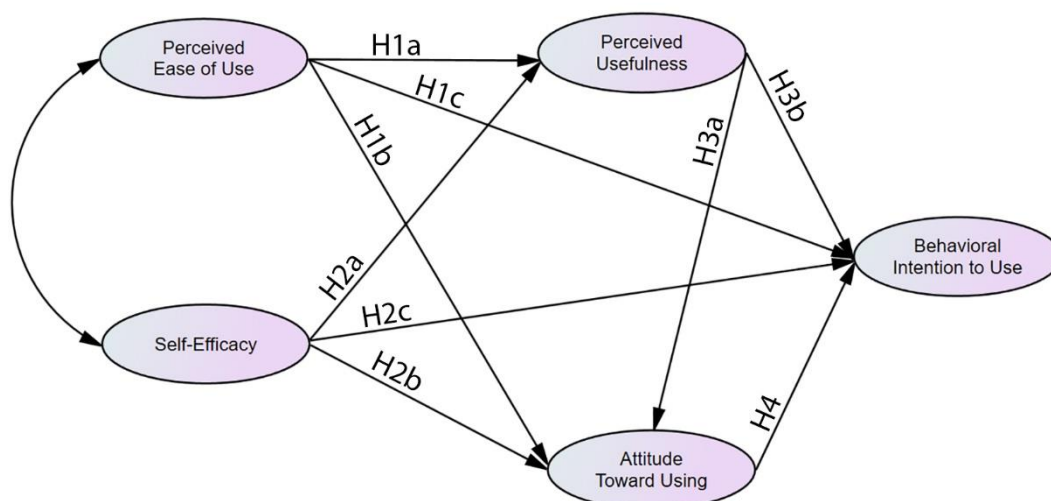 Perceived
Ease of Use
H1a
Perceived
Usefulness
H1c
H3b
H1b
H3a
Behavioral
Intention to Use
H2a
H2c
Self-Efficacy
H2b
H4
Attitude
Toward Using